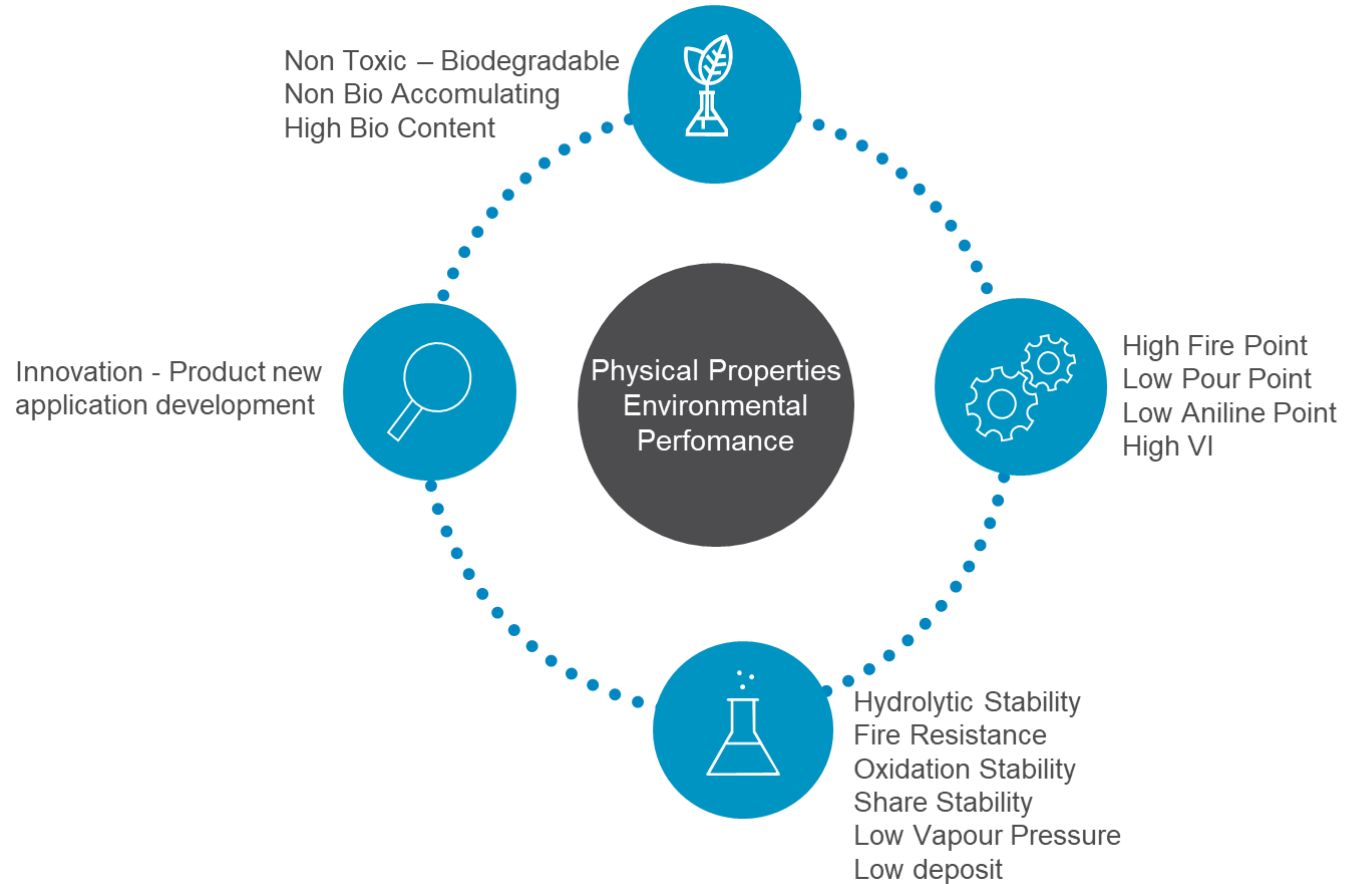 Non Toxic – Biodegradable
Non Bio Accomulating
High Bio Content
Innovation - Product new
application development
Physical Properties
Environmental
Perfomance
High Fire Point
Low Pour Point
Low Aniline Point
High VI
Hydrolytic Stability
Fire Resistance
Oxidation Stability
Share Stability
Low Vapour Pressure
Low deposit